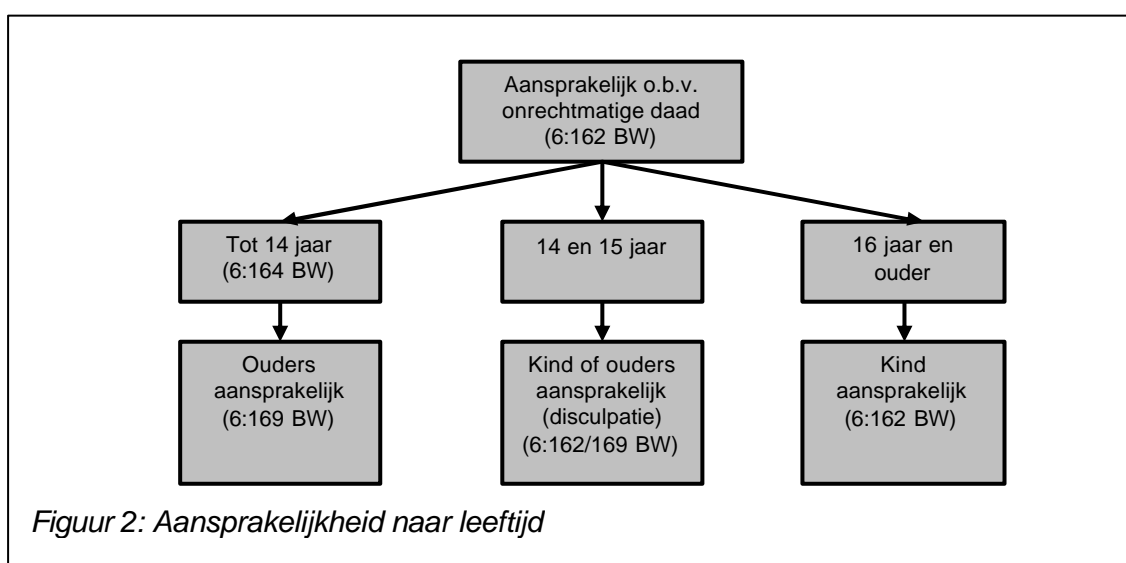 Aansprakelijk o.b.v.
onrechtmatige daad
(6:162 BW)
Tot 14 jaar
(6:164 BW)
14 en 15 jaar
16 jaar en
ouder
Ouders
aansprakelijk
(6:169 BW)
Kind of ouders
aansprakelijk
(disculpatie)
(6:162/169 BW)
Kind
aansprakelijk
(6:162 BW)
Figuur 2: Aansprakelijkheid naar leeftijd